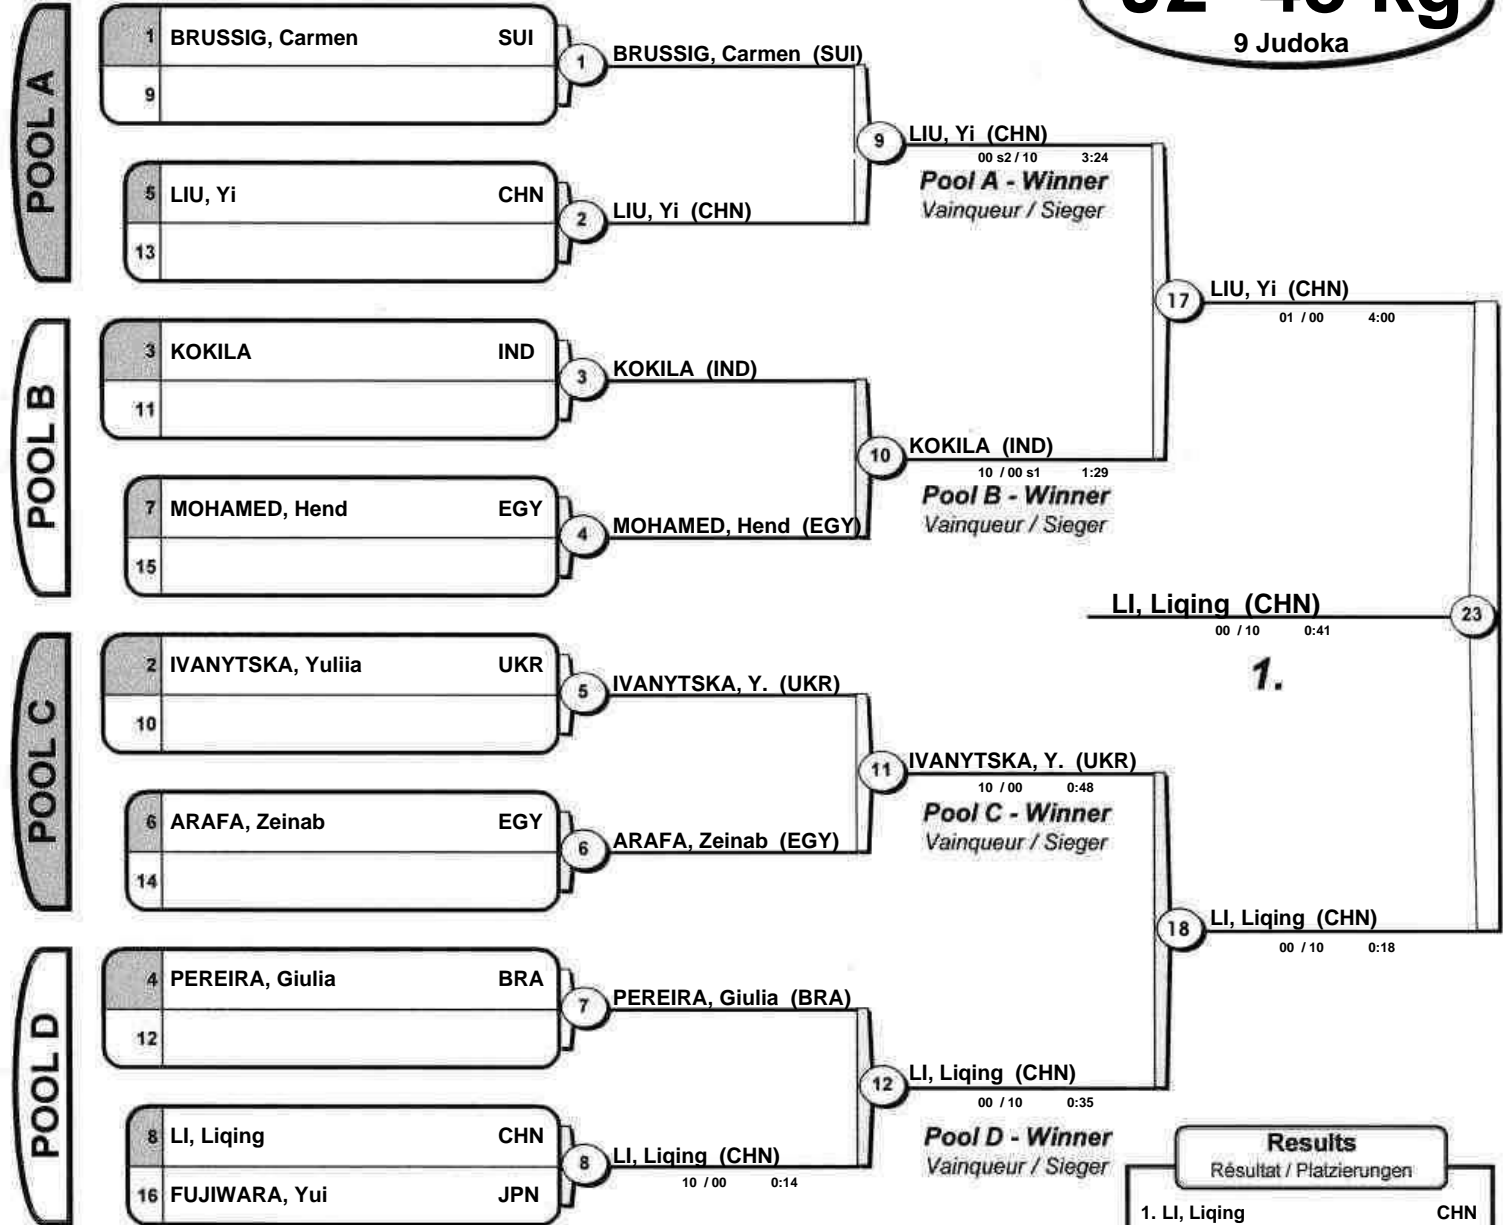 9 Judoka
POOL A
1 BRUSSIG, Carmen SUI
9
1
BRUSSIG, Carmen (SUI)
5 LIU, Yi CHN
13
2
LIU, Yi (CHN)
9
LIU, Yi (CHN)
00 s2 / 10 3:24
Pool A - Winner
Vainqueur / Sieger
POOL B
3 KOKILA IND
11
3
KOKILA (IND)
7 MOHAMED, Hend EGY
15
4
MOHAMED, Hend (EGY)
10
KOKILA (IND)
10 / 00 s1 1:29
Pool B - Winner
Vainqueur / Sieger
17
LIU, Yi (CHN)
01 / 00 4:00
POOL C
2 IVANYTSKA, Yuliia UKR
10
5
IVANYTSKA, Y. (UKR)
6 ARAFA, Zeinab EGY
14
6
ARAFA, Zeinab (EGY)
11
IVANYTSKA, Y. (UKR)
10 / 00 0:48
Pool C - Winner
Vainqueur / Sieger
POOL D
4 PEREIRA, Giulia BRA
12
7
PEREIRA, Giulia (BRA)
8 LI, Liqing CHN
16 FUJIWARA, Yui JPN
8
LI, Liqing (CHN)
10 / 00 0:14
12
LI, Liqing (CHN)
00 / 10 0:35
Pool D - Winner
Vainqueur / Sieger
18
LI, Liqing (CHN)
00 / 10 0:18
23
LI, Liqing (CHN)
00 / 10 0:41
1.
Results
Résultat / Platzierungen
1. LI, Liqing CHN